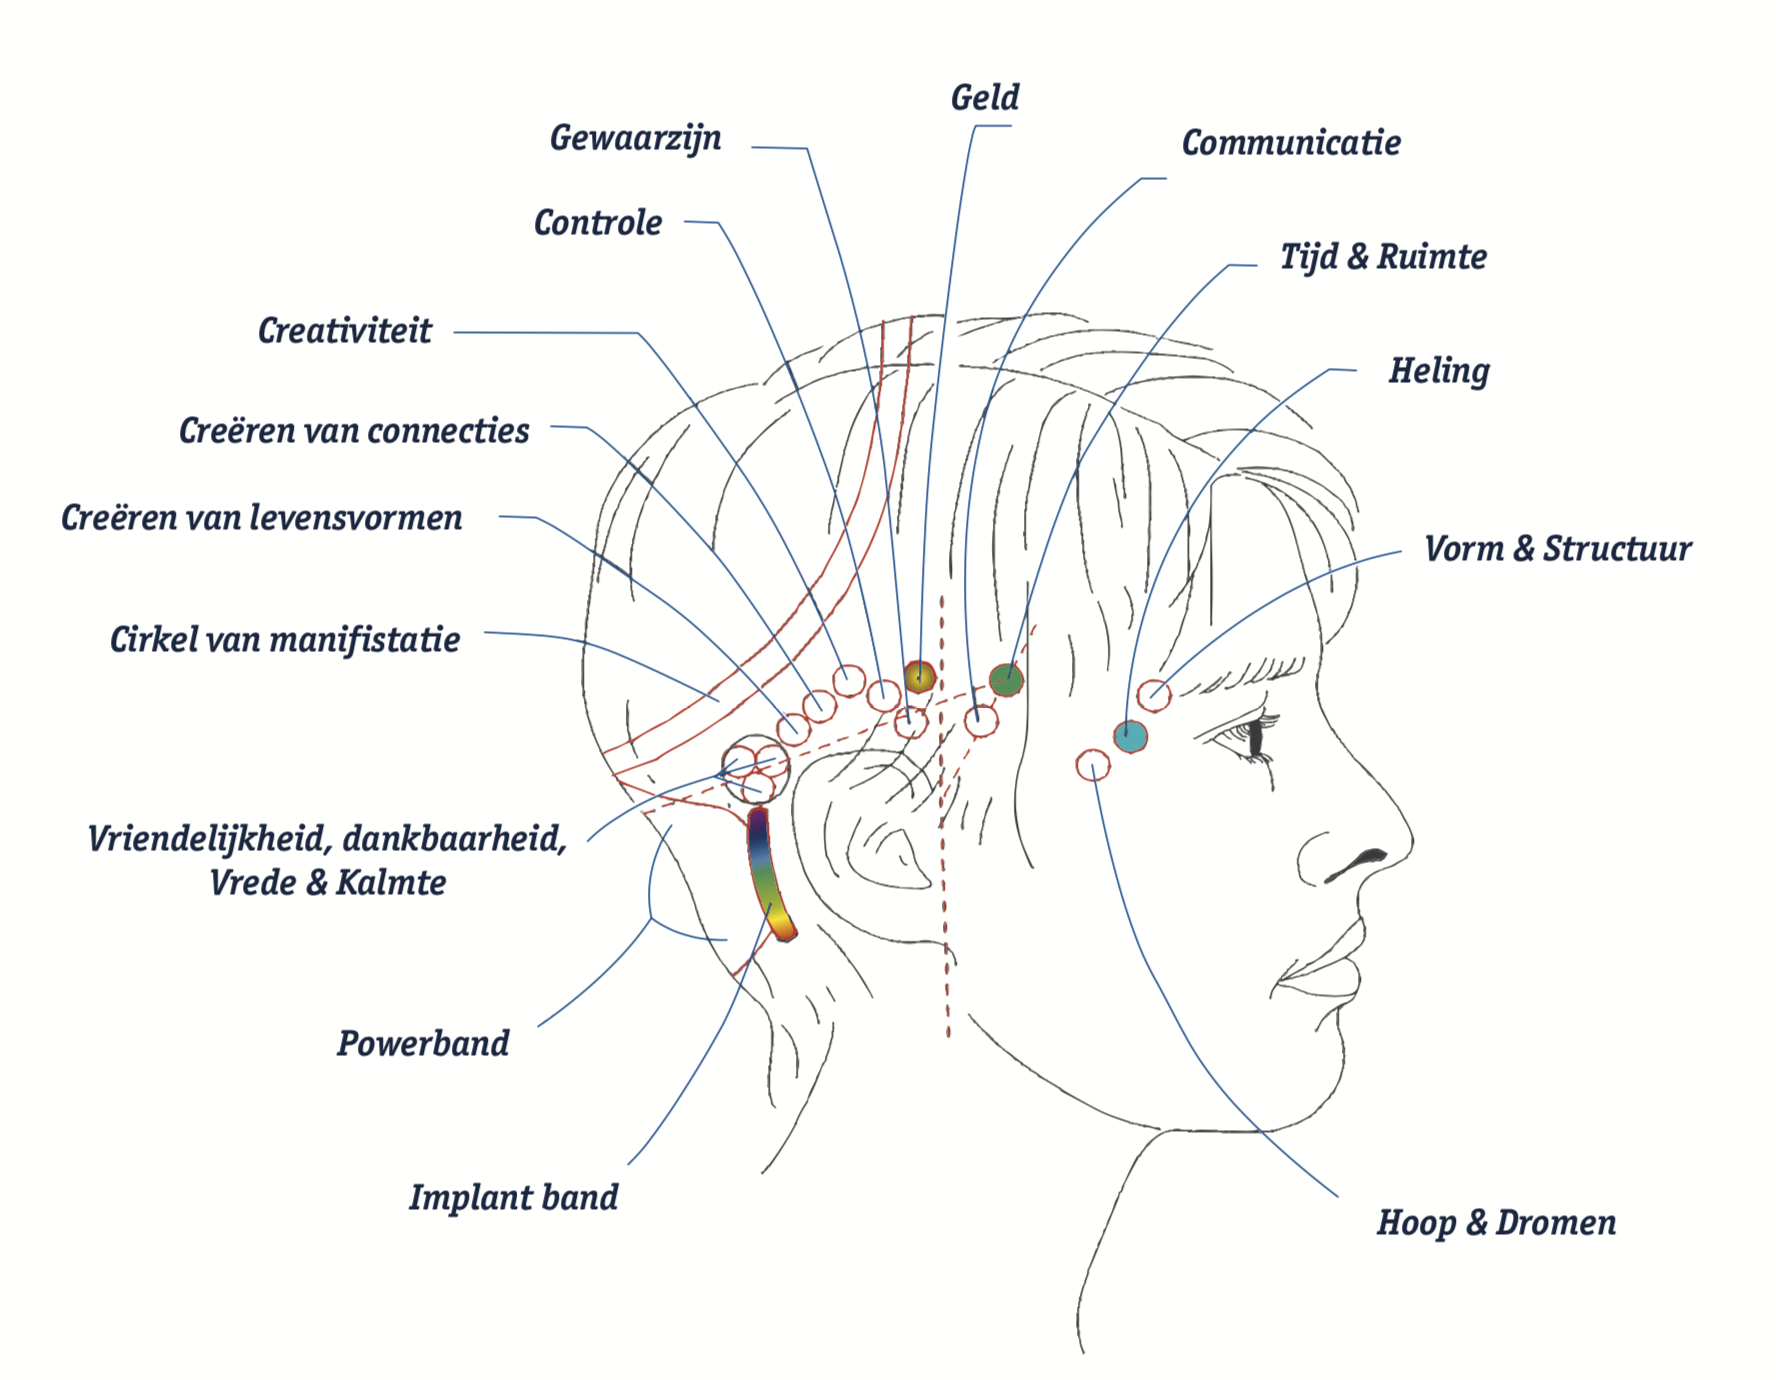 Geld
Gewaarzijn
Communicatie
Controle
Tijd & Ruimte
Creativiteit
Heling
Creëren van connecties
Creëren van levensvormen
Vorm & Structuur
Cirkel van manifistatie
Vriendelijkheid, dankbaarheid,
Vrede & Kalmte
Powerband
Implant band
Hoop & Dromen